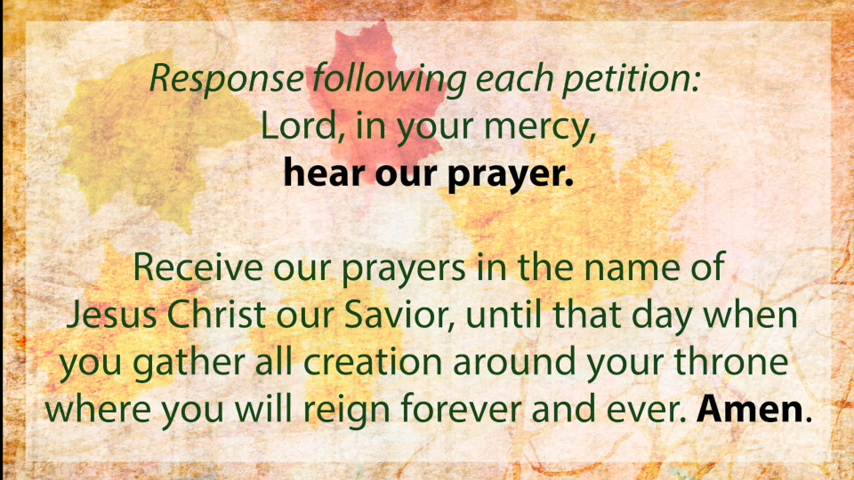 Response following each petition:
Lord, in your mercy,
hear our prayer.
Receive our prayers in the name of
Jesus Christ our Savior, until that day when
you gather all creation around your throne
where you will reign forever and ever. Amen.